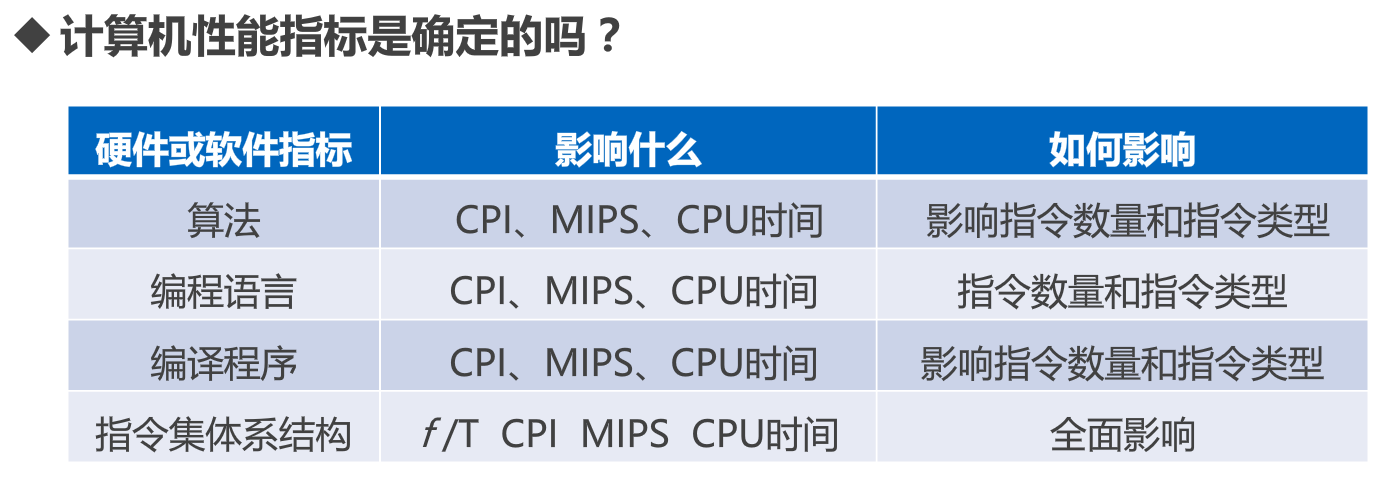 ◆ 计算机性能指标是确定的吗？
硬件或软件指标 影响什么 如何影响
算法 CPI、MIPS、CPU时间 影响指令数量和指令类型
编程语言 CPI、MIPS、CPU时间 指令数量和指令类型
编译程序 CPI、MIPS、CPU时间 影响指令数量和指令类型
指令集体系结构 f /T CPI MIPS CPU时间 全面影响